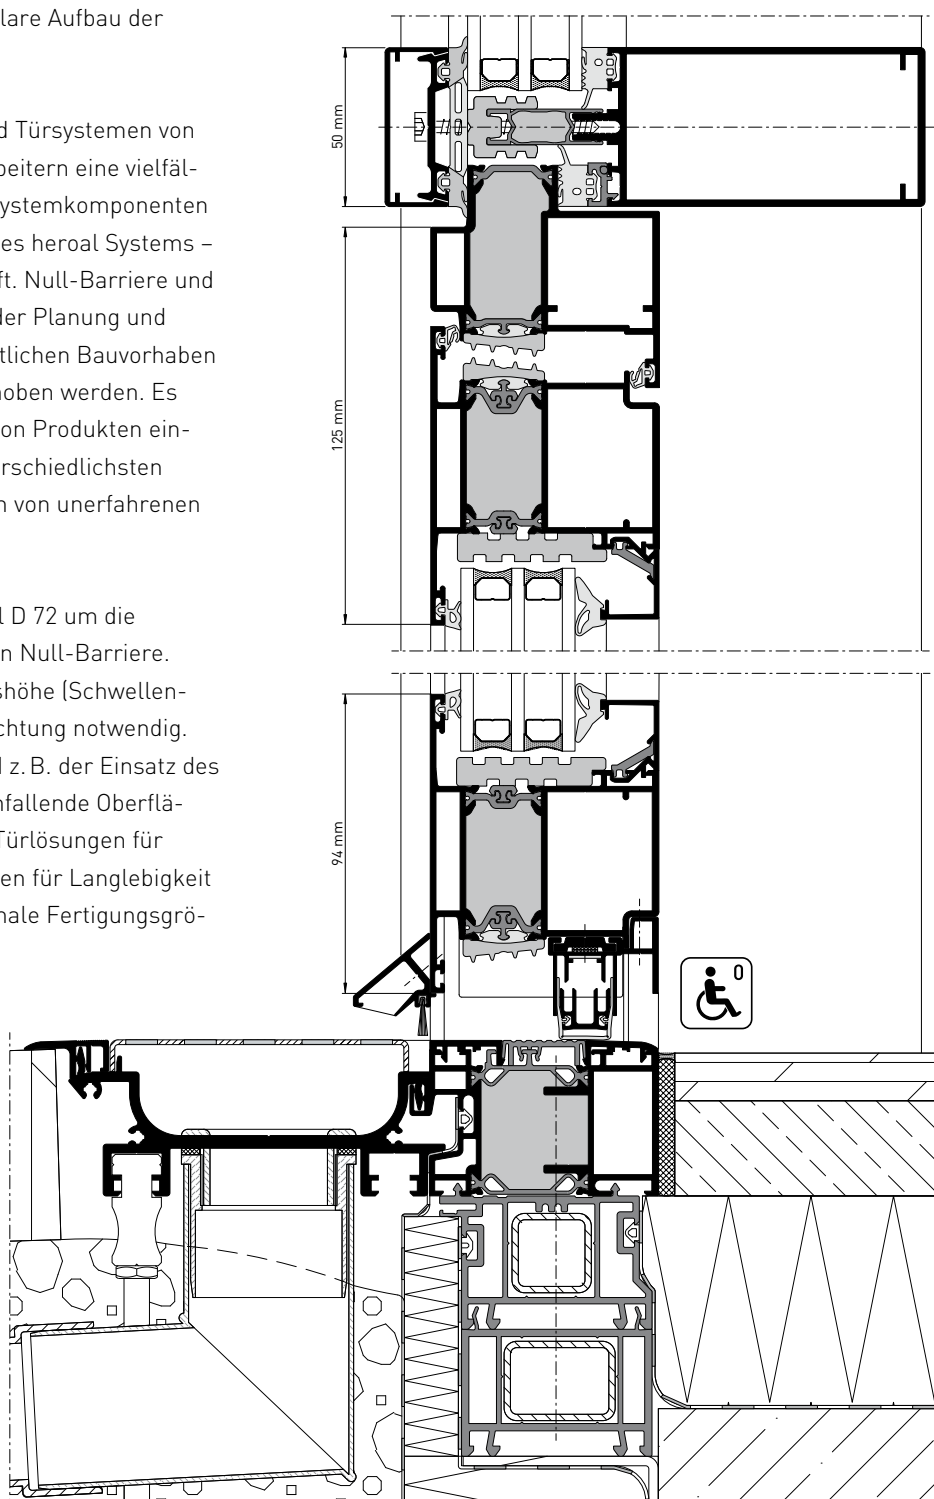 lare Aufbau der
d Türsystemen von
beitern eine vielfäl-
ystemkomponenten
es heroal Systems –
ft. Null-Barriere und
der Planung und
tlichen Bauvorhaben
hoben werden. Es
on Produkten ein-
rschiedlichsten
n von unerfahrenen
l D 72 um die
n Null-Barriere.
shöhe (Schwellen-
chtung notwendig.
d z. B. der Einsatz des
nfallende Oberflä-
Türlösungen für
en für Langlebigkeit
nale Fertigungsgrö-
50 mm
125 mm
94 mm
0